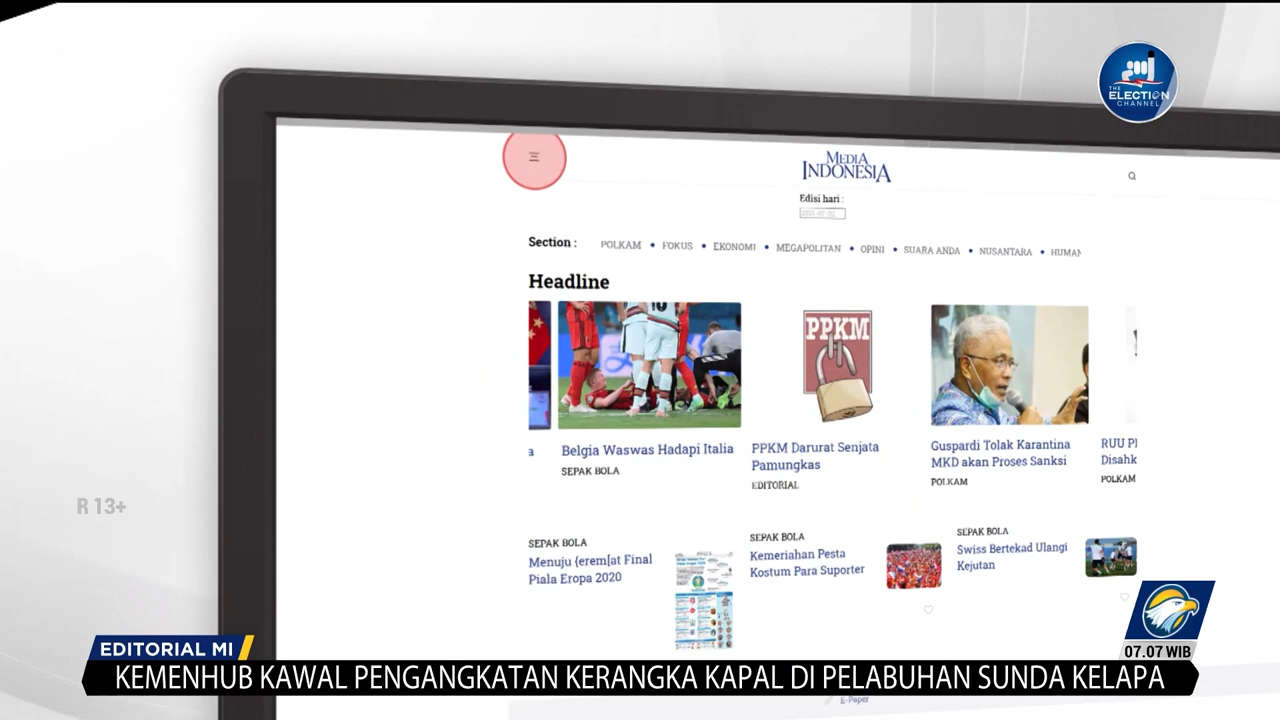 THE
ELECTION
CHANNEL
MEDIA
INDONESIA
Edisi hari :
Section :
POLKAM • FOKUS • EKONOMI • MEGAPOLITAN • OPINI • SUARA ANDA • NUSANTARA • HUMAN
Headline
PPKM
a
Belgia Waswas Hadapi Italia
SEPAK BOLA
PPKM Darurat Senjata
Pamungkas
EDITORIAL
Guspardi Tolak Karantina
MKD akan Proses Sanksi
POLKAM
RUU P
Disahk
POLKAM
R 13+
SEPAK BOLA
Menuju {erem[at Final
Piala Eropa 2020
SEPAK BOLA
Kemeriahan Pesta
Kostum Para Suporter
SEPAK BOLA
Swiss Bertekad Ulangi
Kejutan
EDITORIAL MI
07.07 WIB
KEMENHUB KAWAL PENGANGKATAN KERANGKA KAPAL DI PELABUHAN SUNDA KELAPA
E-Paper